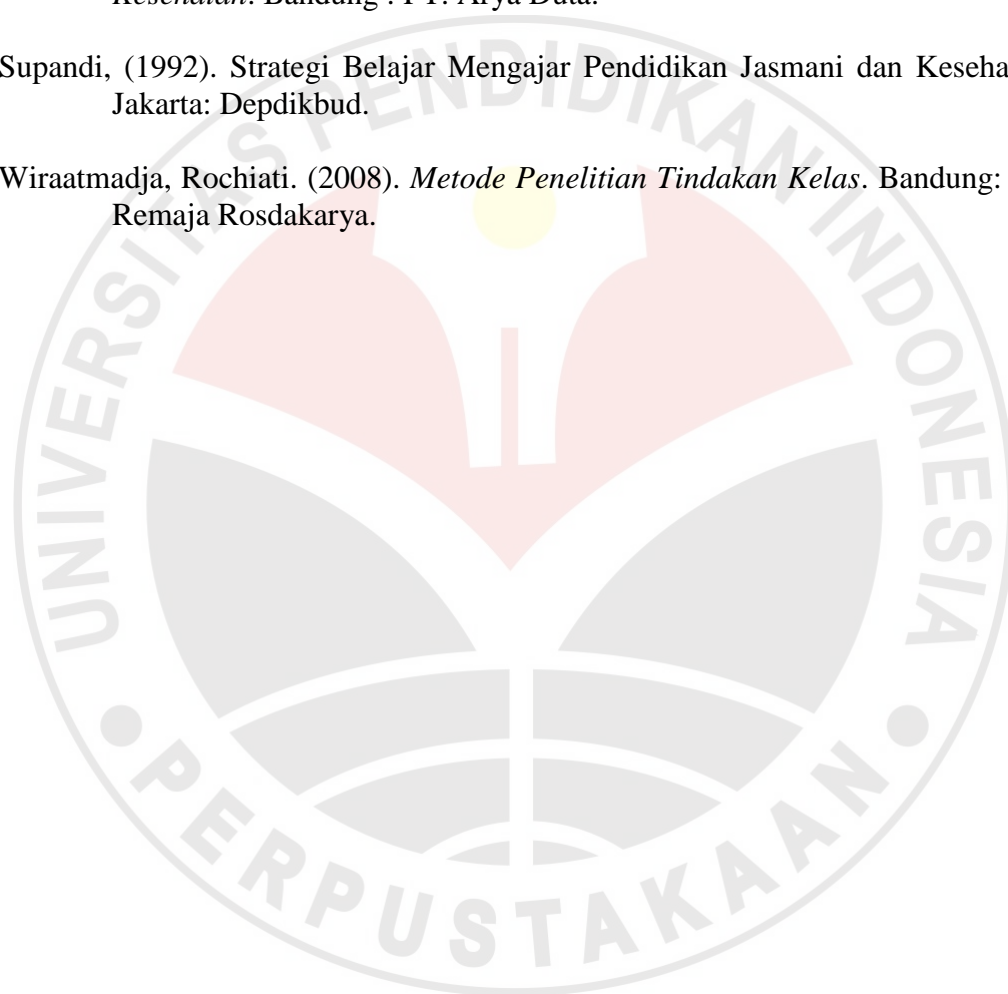 Kesehatan. Bandung : PT. Arya Duta.
Supandi, (1992). Strategi Belajar Mengajar Pendidikan Jasmani dan Keseha
Jakarta: Depdikbud.
Wiraatmadja, Rochiati. (2008). Metode Penelitian Tindakan Kelas. Bandung:
Remaja Rosdakarya.
UNIVERSITAS PENDIDIKAN INDONESIA
PERPUSTAKAAN